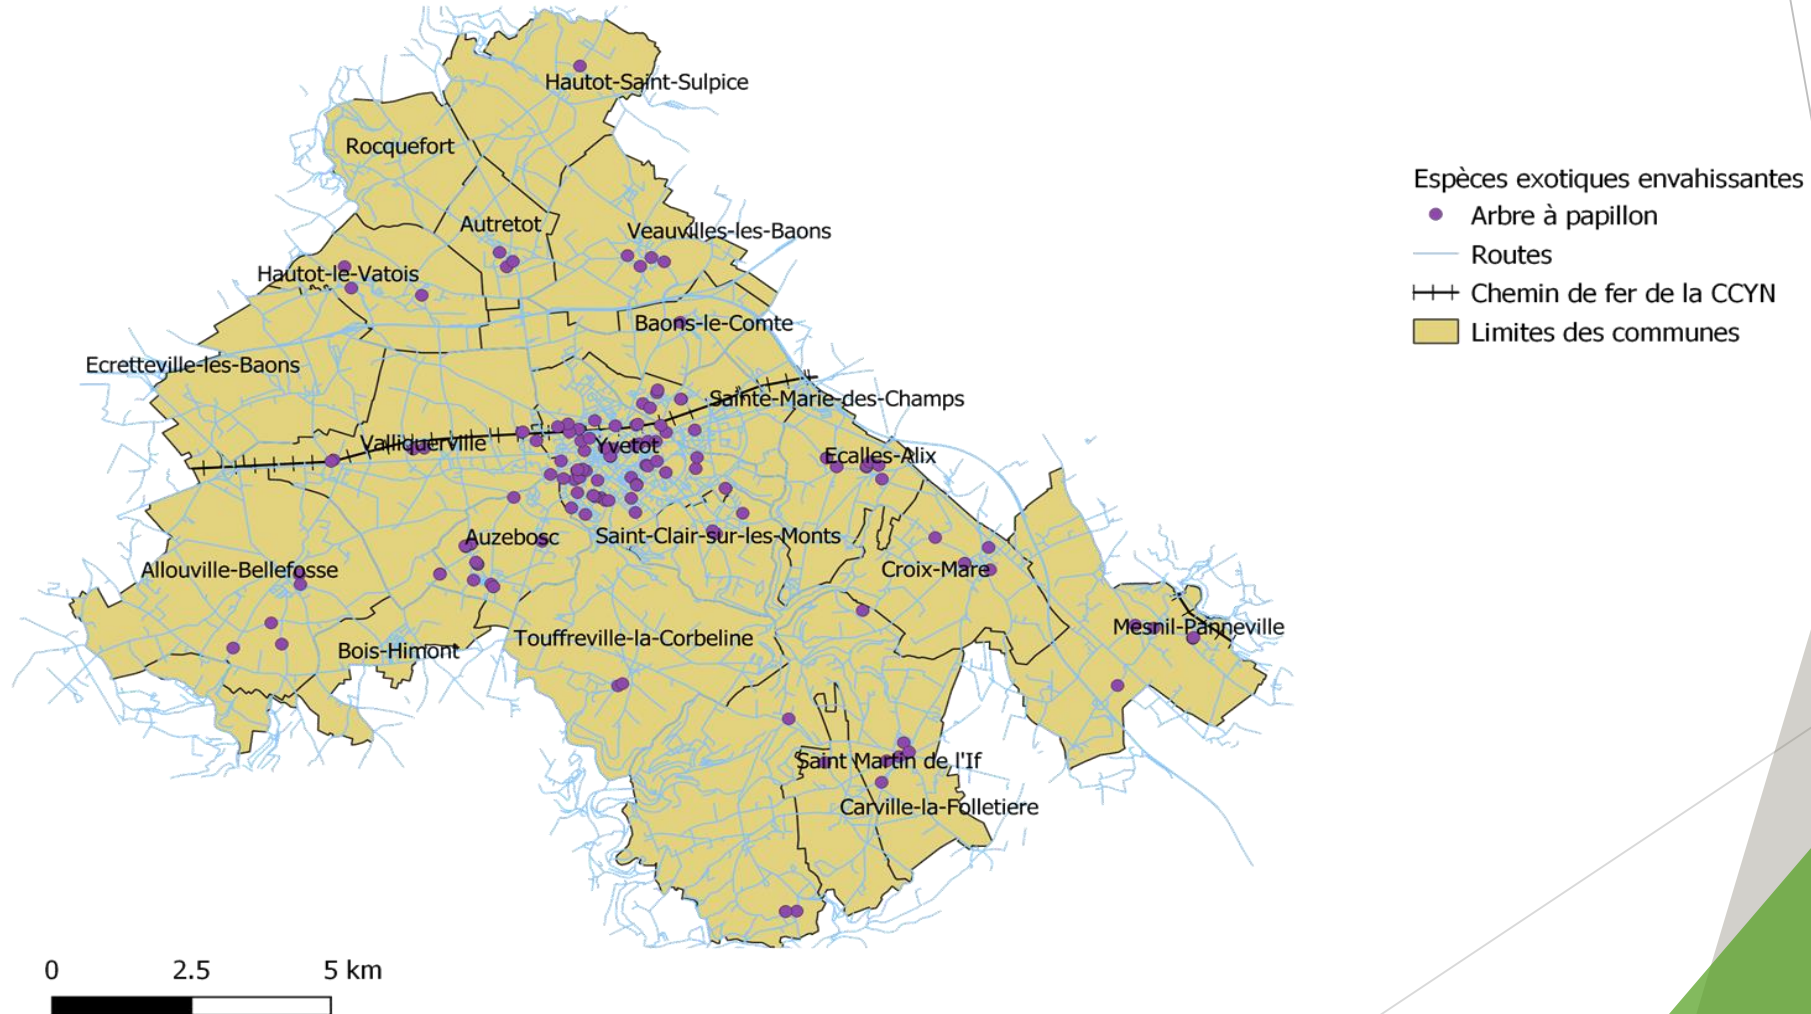 Hautot-Saint-Sulpice
Rocquefort
Autretot
Veauvilles-les-Baons
Hautot-le-Vatois
Baons-le-Comte
Ecretteville-les-Baons
Sainte-Marie-des-Champs
Valliquerville
Yvetot
Ecalles-Alix
Auzebosc
Saint-Clair-sur-les-Monts
Allouville-Bellefosse
Croix-Mare
Mesnil-Panneville
Touffreville-la-Corbeline
Bois-Himont
Saint Martin de l'If
Carville-la-Folletiere
Espèces exotiques envahissantes
Arbre à papillon
Routes
Chemin de fer de la CCYN
Limites des communes
0 2.5 5 km